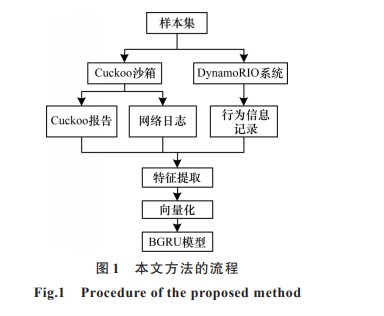 样本集
Cuckoo沙箱
DynamoRIO系统
Cuckoo报告
网络日志
行为信息
记录
特征提取
向量化
BGRU模型
图 1 本文方法的流程
Fig.1 Procedure of the proposed method